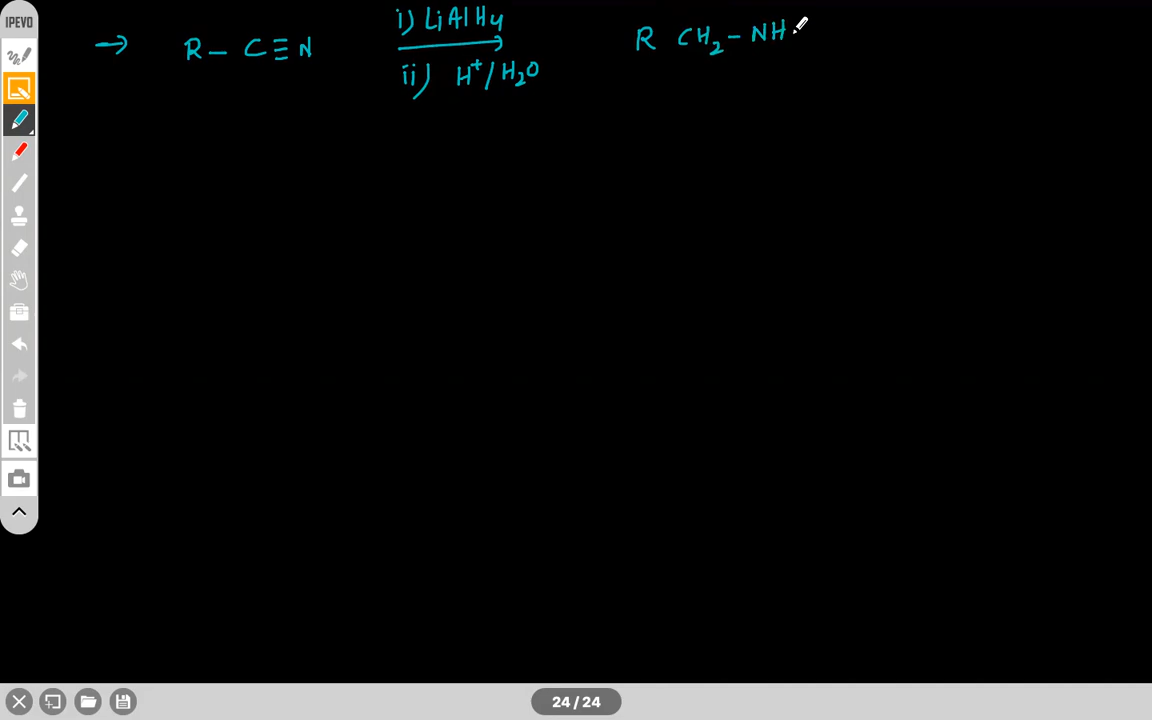 IPEVO
i) LiAlH4
→ R – C ≡ N
ii) H⁺/H₂O
R CH₂ – NH
24 / 24